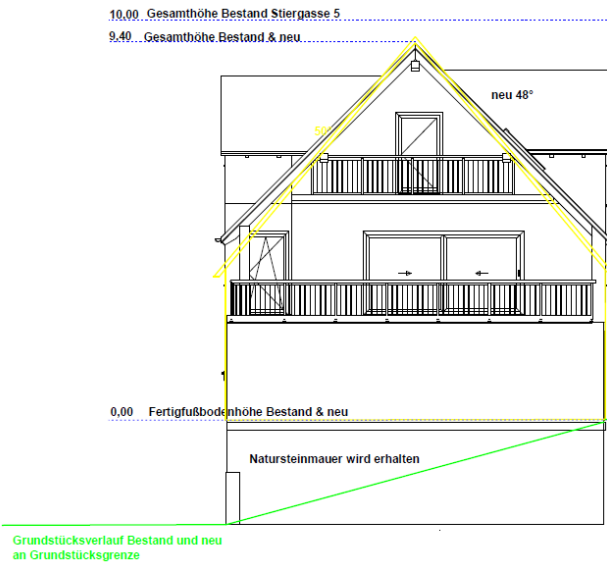 10,00 Gesamthöhe Bestand Stiergasse 5
9,40 Gesamthöhe Bestand & neu
neu 48°
0,00 Fertigfußbodenhöhe Bestand & neu
Natursteinmauer wird erhalten
Grundstücksverlauf Bestand und neu
an Grundstücksgrenze